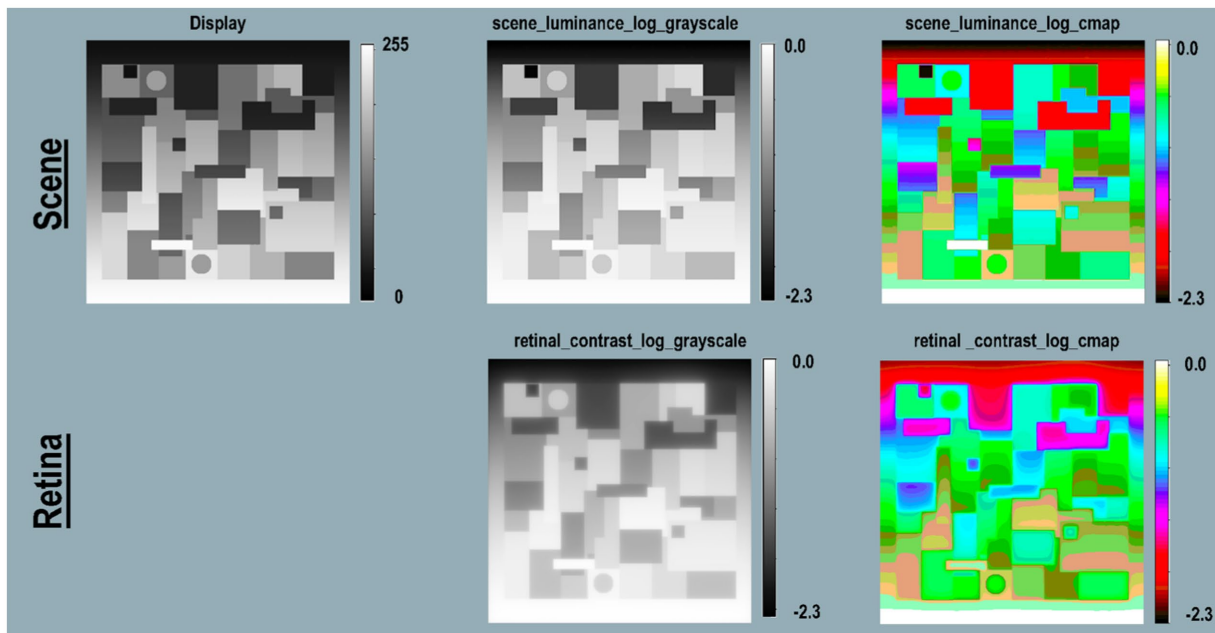 Display
scene_luminance_log_grayscale
scene_luminance_log_cmap
255
0
0.0
-2.3
0.0
-2.3
Scene
retinal_contrast_log_grayscale
retinal _contrast_log_cmap
0.0
-2.3
0.0
-2.3
Retina